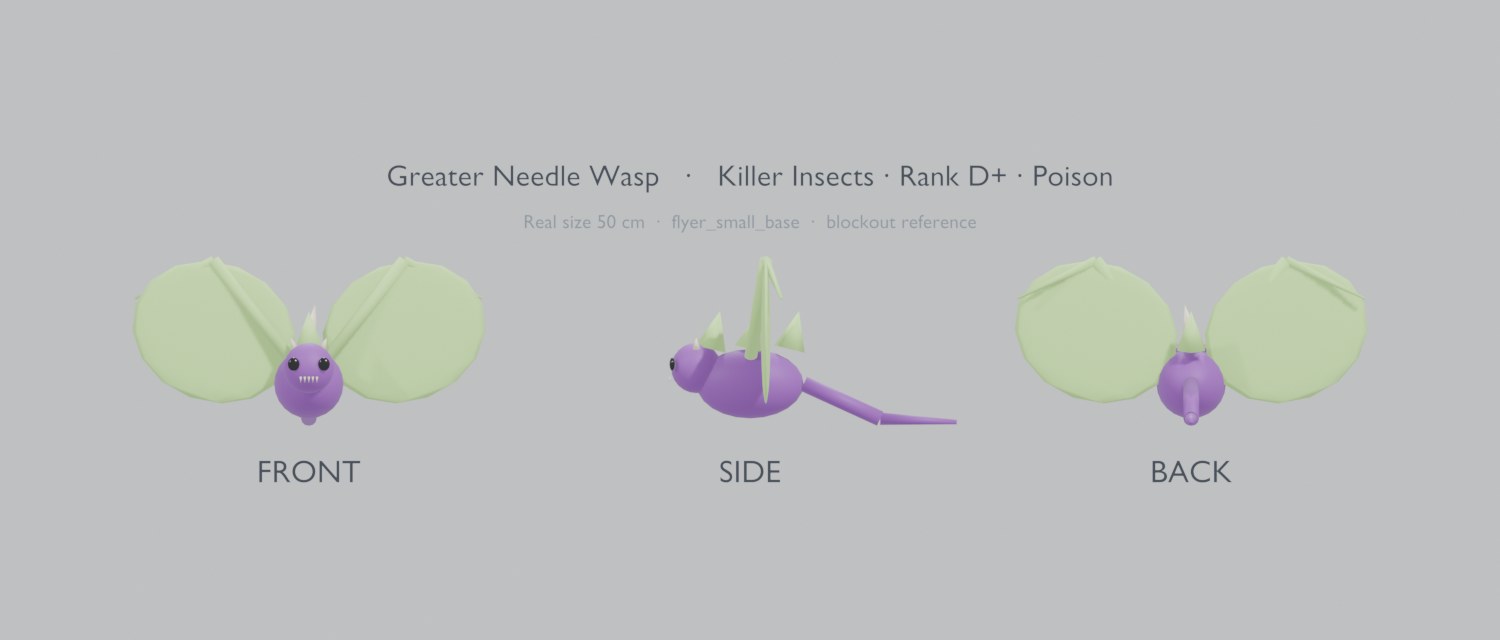 Greater Needle Wasp · Killer Insects · Rank D+ · Poison
Real size 50 cm · flyer_small_base · blockout reference
FRONT
SIDE
BACK